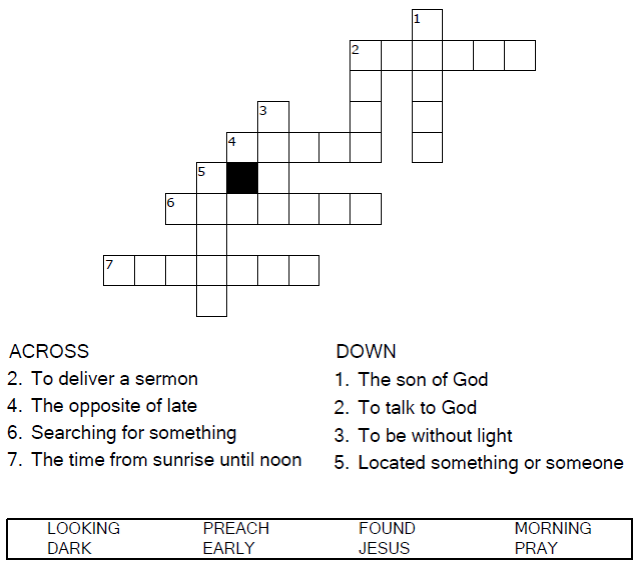 1
2
3
4
5
6
7
ACROSS
2. To deliver a sermon
4. The opposite of late
6. Searching for something
7. The time from sunrise until noon
DOWN
1. The son of God
2. To talk to God
3. To be without light
5. Located something or someone
LOOKING PREACH FOUND MORNING
DARK EARLY JESUS PRAY